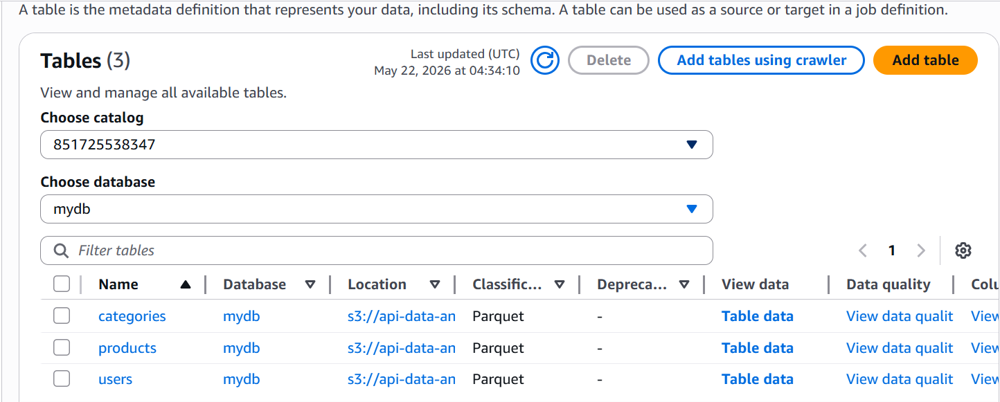 A table is the metadata definition that represents your data, including its schema. A table can be used as a source or target in a job definition.
Tables (3)
Last updated (UTC)
May 22, 2026 at 04:34:10
Delete
Add tables using crawler
Add table
View and manage all available tables.
Choose catalog
851725538347
Choose database
mydb
Filter tables
1
Name Database Location Classific... Depreca... View data Data quality Colu
categories mydb s3://api-data-an Parquet - Table data View data qualit View
products mydb s3://api-data-an Parquet - Table data View data qualit View
users mydb s3://api-data-an Parquet - Table data View data qualit View